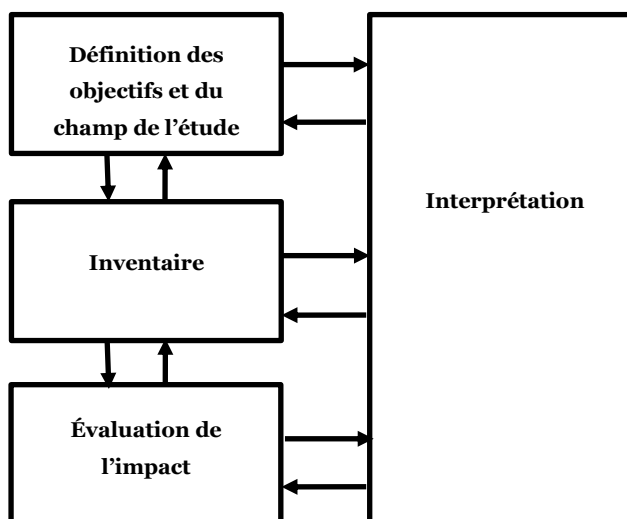 Définition des
objectifs et du
champ de l’étude
Interprétation
Inventaire
Évaluation de
l’impact